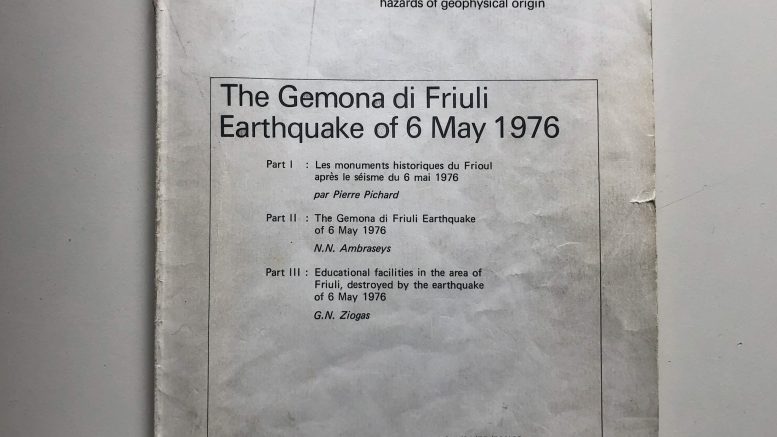 hazards of geophysical origin
The Gemona di Friuli
Earthquake of 6 May 1976
Part I : Les monuments historiques du Frioul
après le séisme du 6 mai 1976
par Pierre Pichard
Part II : The Gemona di Friuli Earthquake
of 6 May 1976
N.N. Ambraseys
Part III : Educational facilities in the area of
Friuli, destroyed by the earthquake
of 6 May 1976
G.N. Ziogas